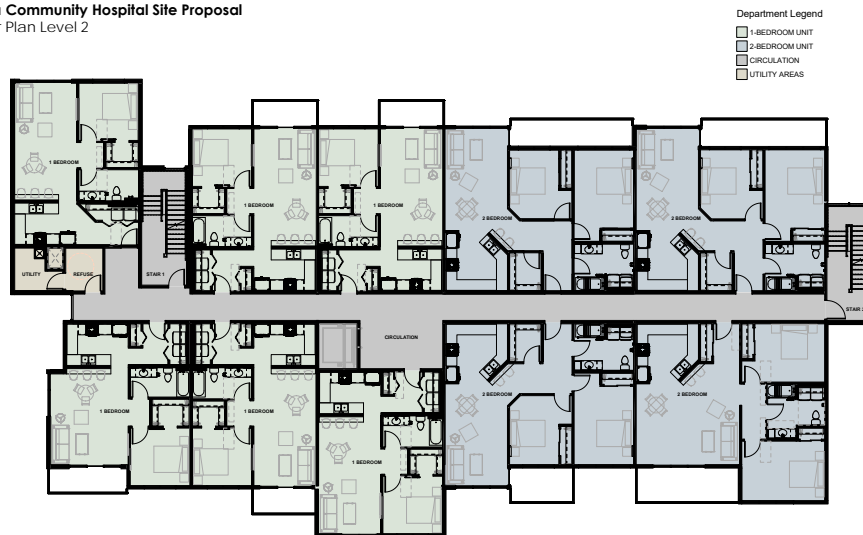 Community Hospital Site Proposal
Plan Level 2
Department Legend
1-BEDROOM UNIT
2-BEDROOM UNIT
CIRCULATION
UTILITY AREAS
1 BEDROOM
1 BEDROOM
1 BEDROOM
2 BEDROOM
2 BEDROOM
UTILITY
REFUSE
STAIR 1
STAIR
CIRCULATION
2 BEDROOM
2 BEDROOM
1 BEDROOM
1 BEDROOM
1 BEDROOM